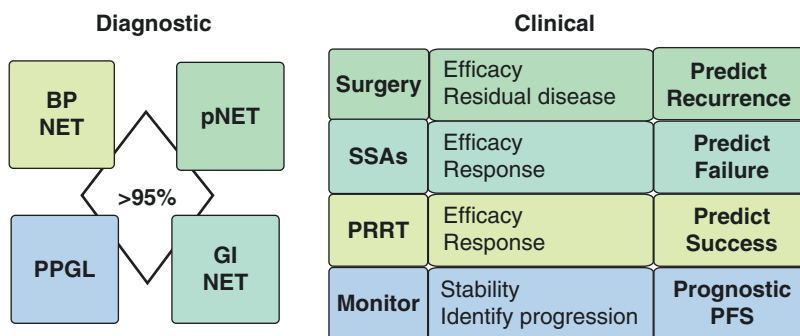 Diagnostic
BP
NET
pNET
>95%
PPGL
GI
NET
Clinical
Surgery
Efficacy
Residual disease
Predict
Recurrence
SSAs
Efficacy
Response
Predict
Failure
PRRT
Efficacy
Response
Predict
Success
Monitor
Stability
Identify progression
Prognostic
PFS